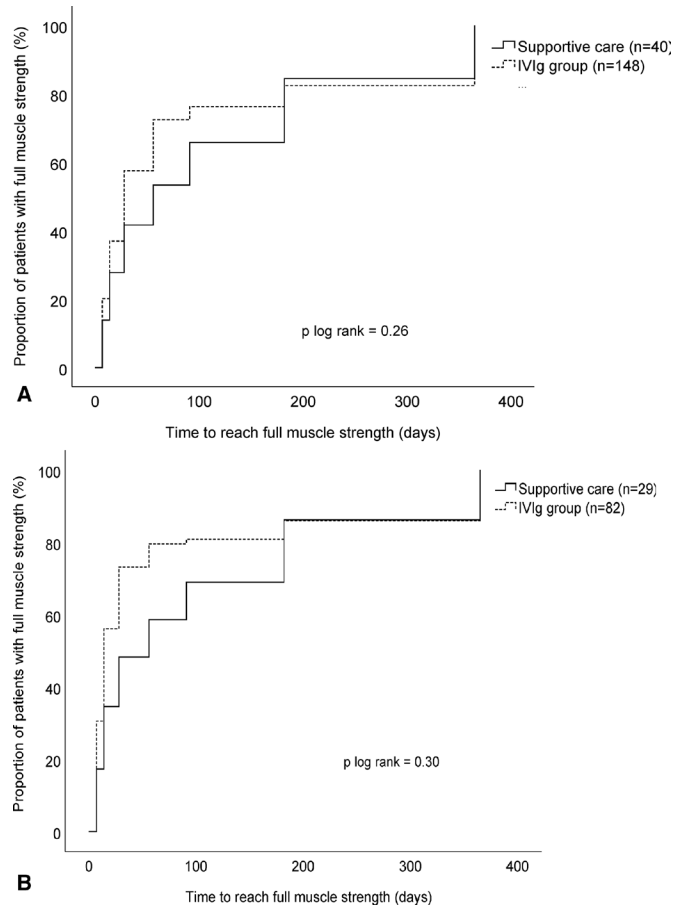 100
80
60
40
20
0
Proportion of patients with full muscle strength (%)
Supportive care (n=40)
IVIg group (n=148)
...
p log rank = 0.26
A
0 100 200 300 400
Time to reach full muscle strength (days)
100
80
60
40
20
0
Proportion of patients with full muscle strength (%)
Supportive care (n=29)
IVIg group (n=82)
p log rank = 0.30
B
0 100 200 300 400
Time to reach full muscle strength (days)